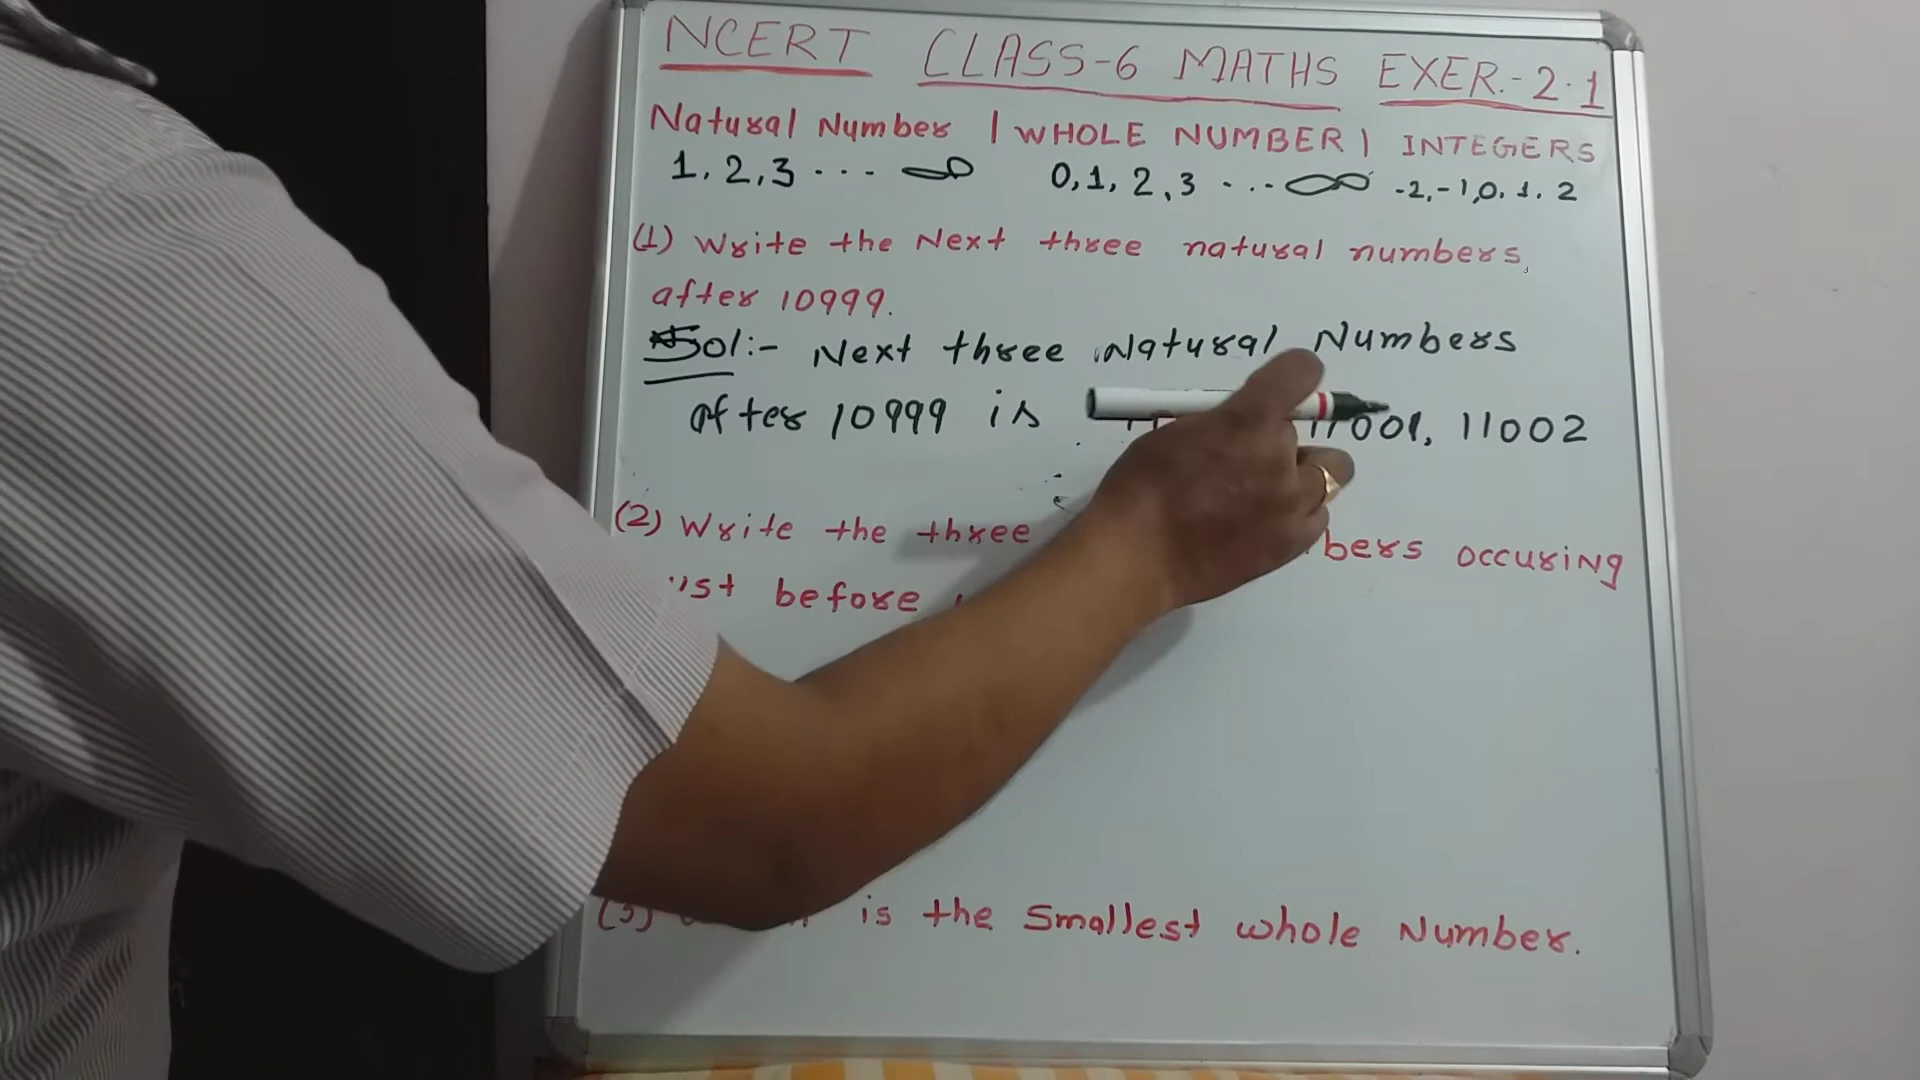 NCERT CLASS-6 MATHS EXER.-2.1
Natural Number | WHOLE NUMBER | INTEGERS
1, 2, 3 ... ∞ 0, 1, 2, 3 ... ∞ -2, -1, 0, 1, 2
(1) Write the Next three natural numbers,
after 10999.
Sol:- Next three Natural Numbers
after 10999 is 11001, 11002
(2) Write the three occuring
before
is the Smallest whole Number.